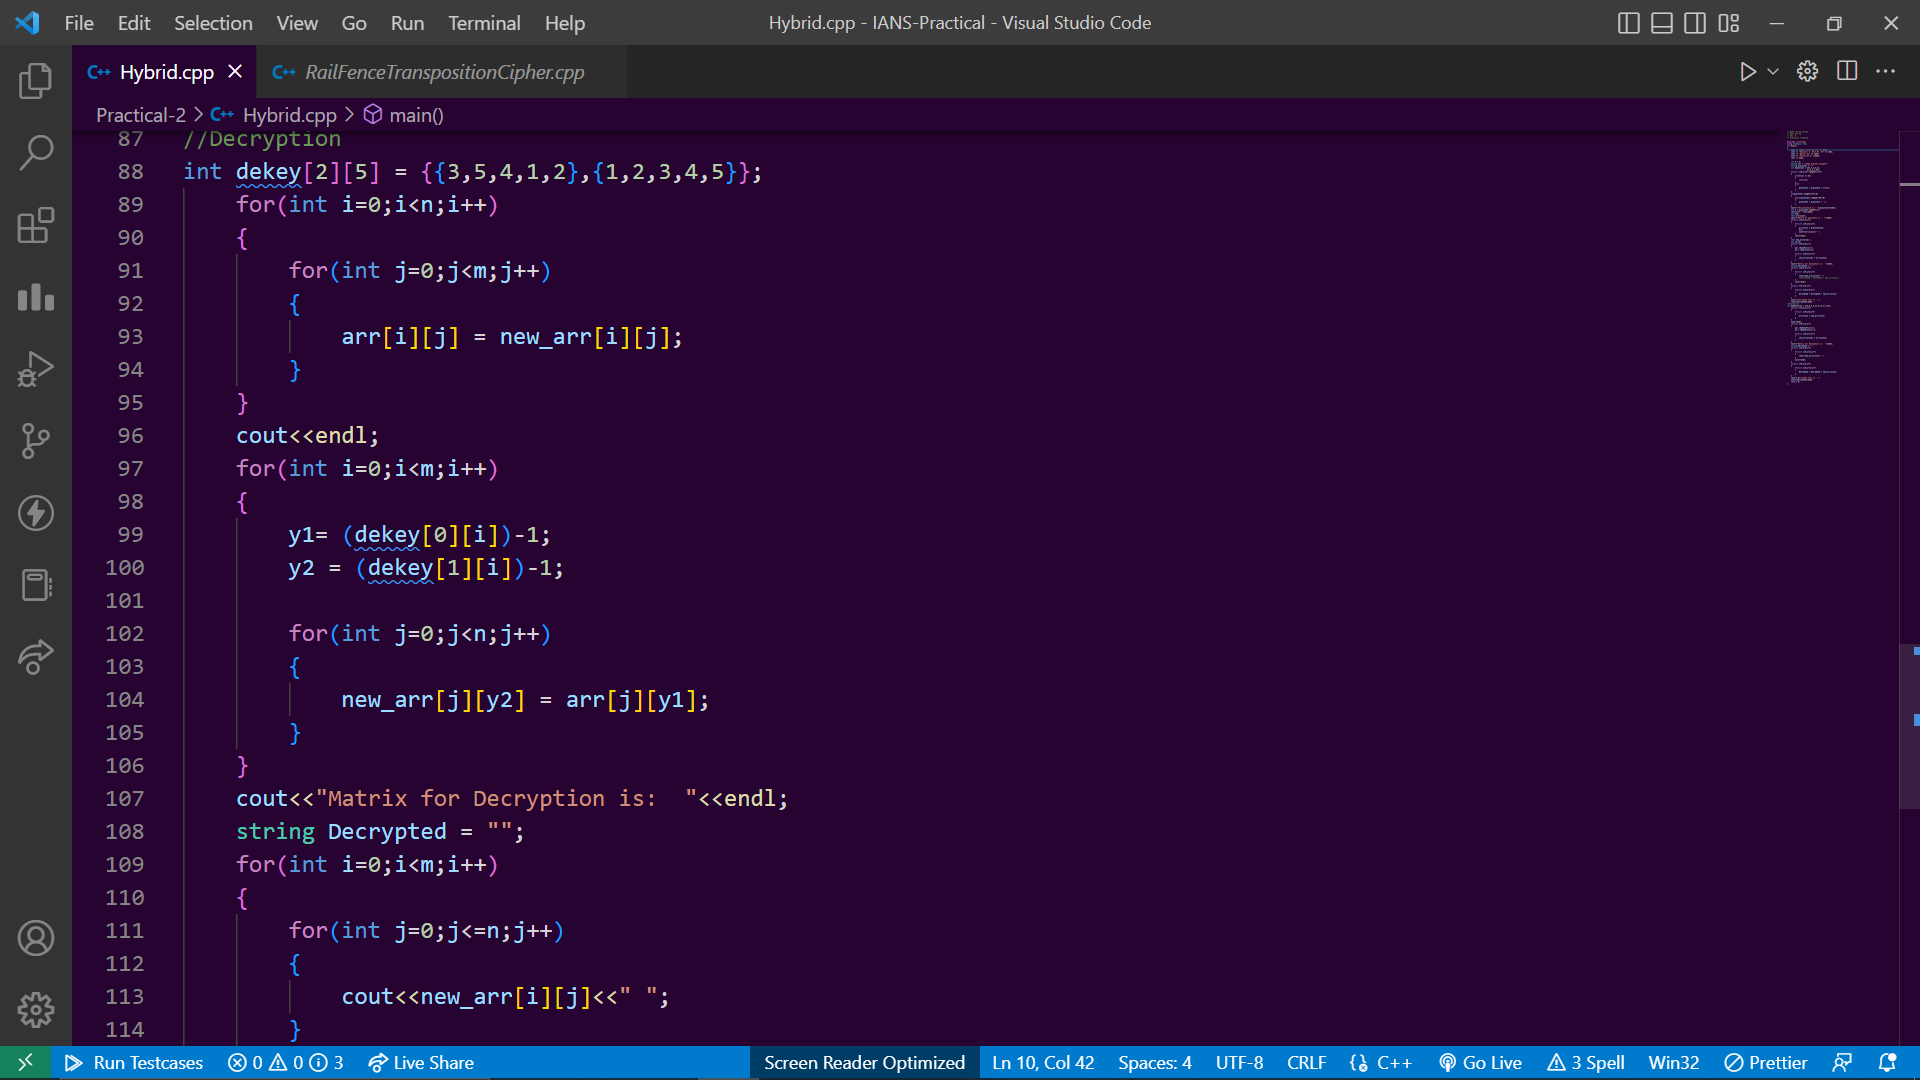 File Edit Selection View Go Run Terminal Help
Hybrid.cpp - IANS-Practical - Visual Studio Code
C++ Hybrid.cpp
C++ RailFenceTranspositionCipher.cpp
Practical-2 > C++ Hybrid.cpp > main()
87 //Decryption
88 int dekey[2][5] = {{3,5,4,1,2},{1,2,3,4,5}};
89 for(int i=0;i<n;i++)
90 {
91 for(int j=0;j<m;j++)
92 {
93 arr[i][j] = new_arr[i][j];
94 }
95 }
96 cout<<endl;
97 for(int i=0;i<m;i++)
98 {
99 y1= (dekey[0][i])-1;
100 y2 = (dekey[1][i])-1;
101
102 for(int j=0;j<n;j++)
103 {
104 new_arr[j][y2] = arr[j][y1];
105 }
106 }
107 cout<<"Matrix for Decryption is:  "<<endl;
108 string Decrypted = "";
109 for(int i=0;i<m;i++)
110 {
111 for(int j=0;j<=n;j++)
112 {
113 cout<<new_arr[i][j]<<" ";
114 }
Run Testcases 0 0 3 Live Share Screen Reader Optimized Ln 10, Col 42 Spaces: 4 UTF-8 CRLF {} C++ Go Live 3 Spell Win32 Prettier